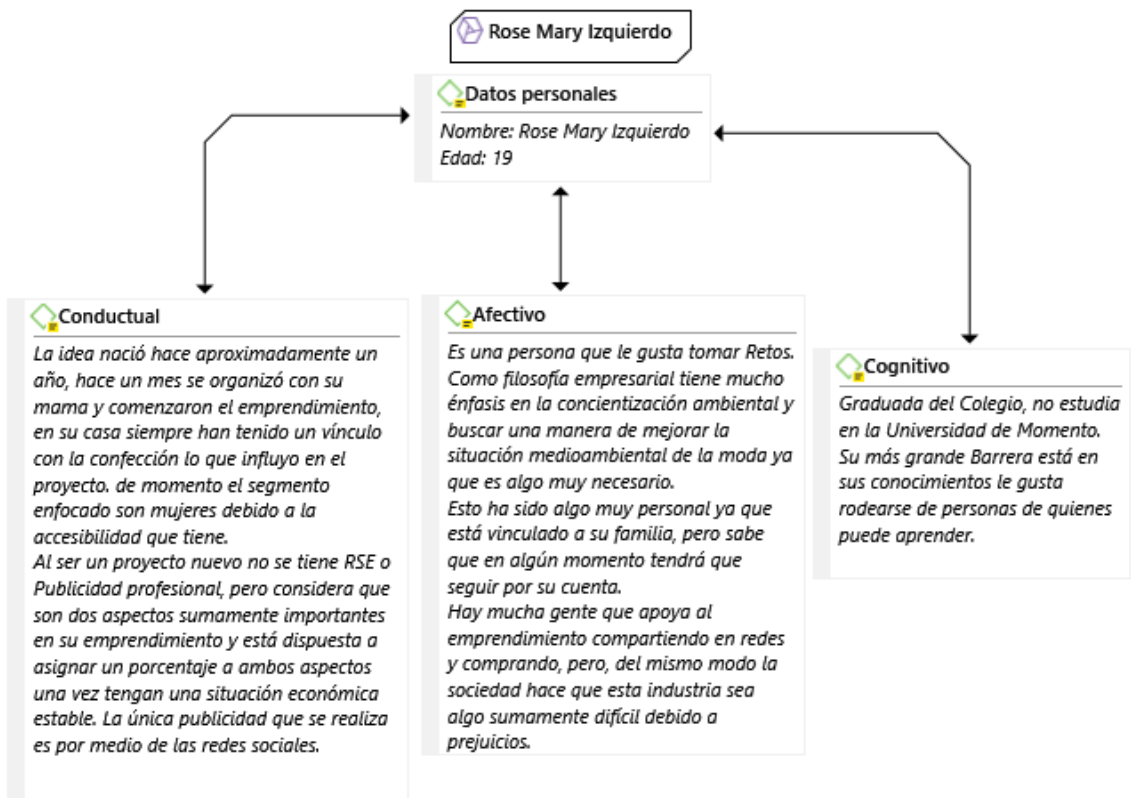 Rose Mary Izquierdo
Datos personales
Nombre: Rose Mary Izquierdo
Edad: 19
Conductual
La idea nació hace aproximadamente un
año, hace un mes se organizó con su
mama y comenzaron el emprendimiento,
en su casa siempre han tenido un vínculo
con la confección lo que influyo en el
proyecto. de momento el segmento
enfocado son mujeres debido a la
accesibilidad que tiene.
Al ser un proyecto nuevo no se tiene RSE o
Publicidad profesional, pero considera que
son dos aspectos sumamente importantes
en su emprendimiento y está dispuesta a
asignar un porcentaje a ambos aspectos
una vez tengan una situación económica
estable. La única publicidad que se realiza
es por medio de las redes sociales.
Afectivo
Es una persona que le gusta tomar Retos.
Como filosofía empresarial tiene mucho
énfasis en la concientización ambiental y
buscar una manera de mejorar la
situación medioambiental de la moda ya
que es algo muy necesario.
Esto ha sido algo muy personal ya que
está vinculado a su familia, pero sabe
que en algún momento tendrá que
seguir por su cuenta.
Hay mucha gente que apoya al
emprendimiento compartiendo en redes
y comprando, pero, del mismo modo la
sociedad hace que esta industria sea
algo sumamente difícil debido a
prejuicios.
Cognitivo
Graduada del Colegio, no estudia
en la Universidad de Momento.
Su más grande Barrera está en
sus conocimientos le gusta
rodearse de personas de quienes
puede aprender.